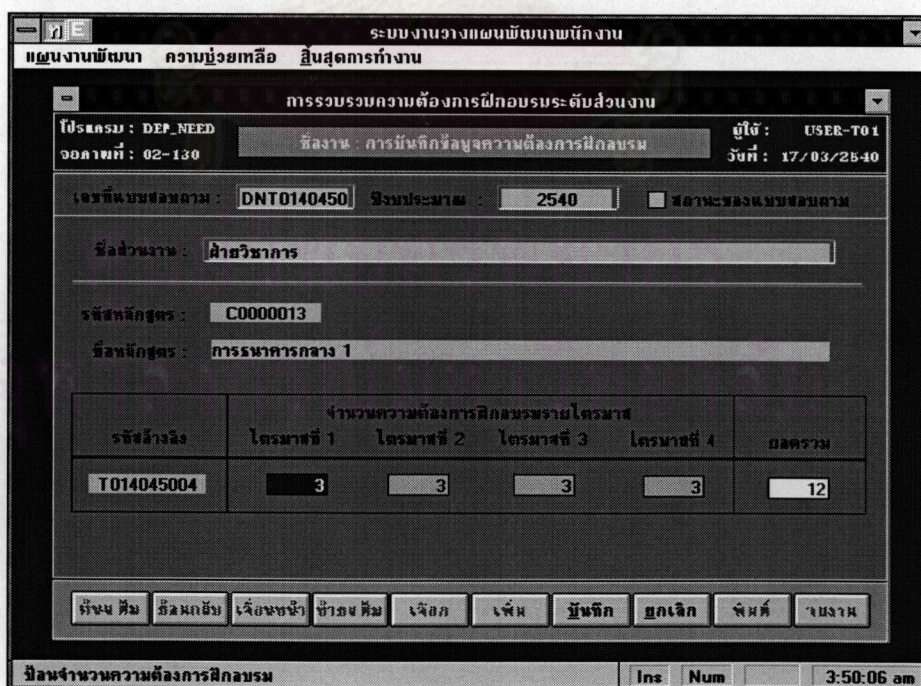 ระบบงานวางแผนพัฒนาพนักงาน
แผนงานพัฒนา ความช่วยเหลือ สิ้นสุดการทำงาน
การรวบรวมความต้องการฝึกอบรมระดับส่วนงาน
โปรแกรม : DEP_NEED
จอภาพที่ : 02-130
ชื่องาน : การบันทึกข้อมูลความต้องการฝึกอบรม
ผู้ใช้ : USER-T01
วันที่ : 17/03/2540
เลขที่แบบสอบถาม : DNT0140450 ปีงบประมาณ : 2540 สถานะของแบบสอบถาม
ชื่อส่วนงาน : ฝ่ายวิชาการ
รหัสหลักสูตร : C0000013
ชื่อหลักสูตร : การธนาคารกลาง 1
จำนวนความต้องการฝึกอบรมรายไตรมาส
รหัสอ้างอิง ไตรมาสที่ 1 ไตรมาสที่ 2 ไตรมาสที่ 3 ไตรมาสที่ 4 ยอดรวม
T014045004 3 3 3 3 12
ย้อนกลับ เลื่อนหน้า เลือก เพิ่ม บันทึก ยกเลิก พิมพ์ จบงาน
ป้อนจำนวนความต้องการฝึกอบรม Ins Num 3:50:06 am